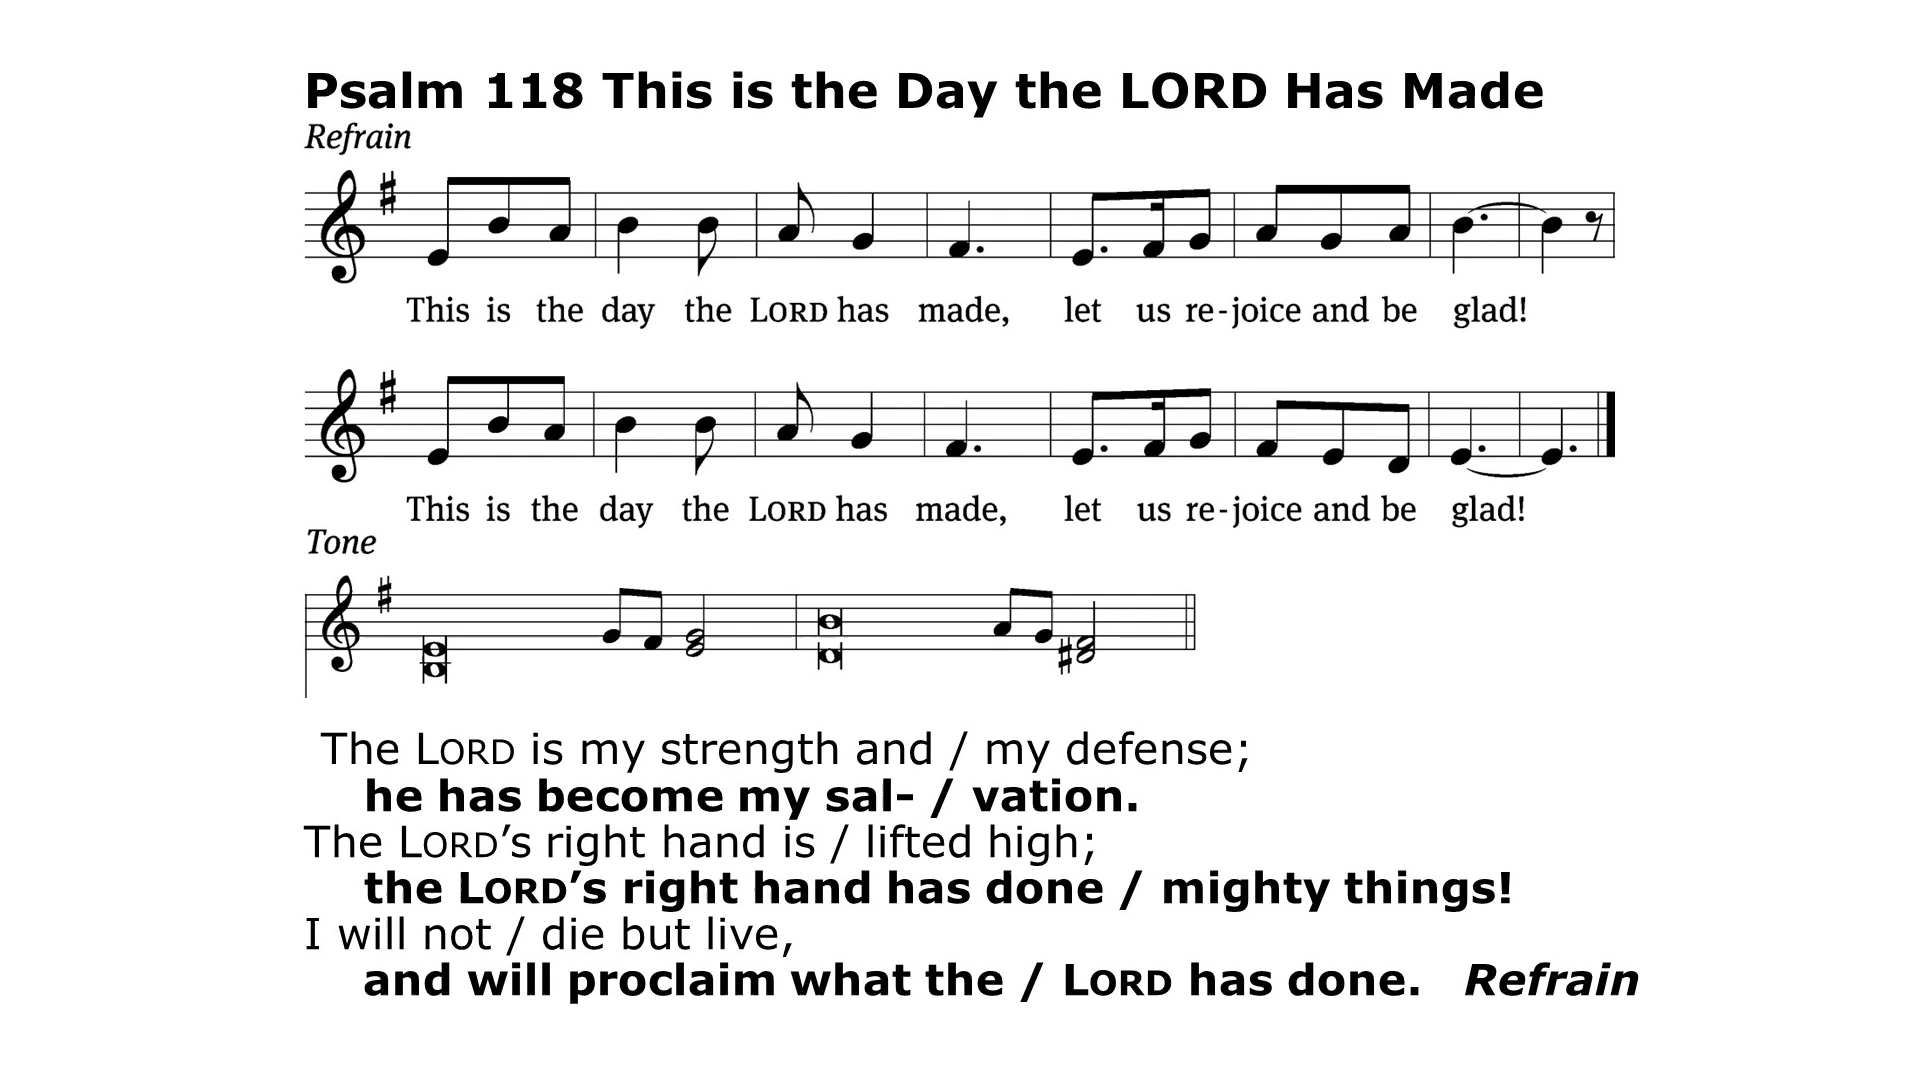 Psalm 118 This is the Day the LORD Has Made
Refrain
This is the day the LORD has made, let us re-joice and be glad!
This is the day the LORD has made, let us re-joice and be glad!
Tone
The LORD is my strength and / my defense;
he has become my sal- / vation.
The LORD’s right hand is / lifted high;
the LORD’s right hand has done / mighty things!
I will not / die but live,
and will proclaim what the / LORD has done. Refrain